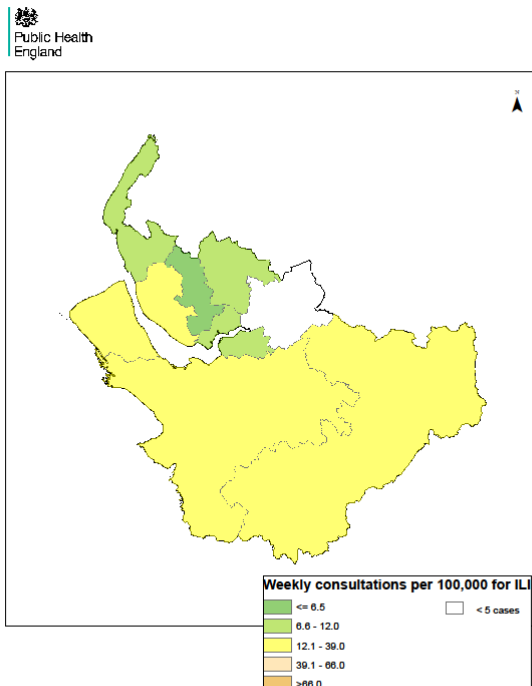 Public Health
England
N
Weekly consultations per 100,000 for ILI
<= 6.5
< 5 cases
6.6 - 12.0
12.1 - 39.0
39.1 - 66.0
>66.0